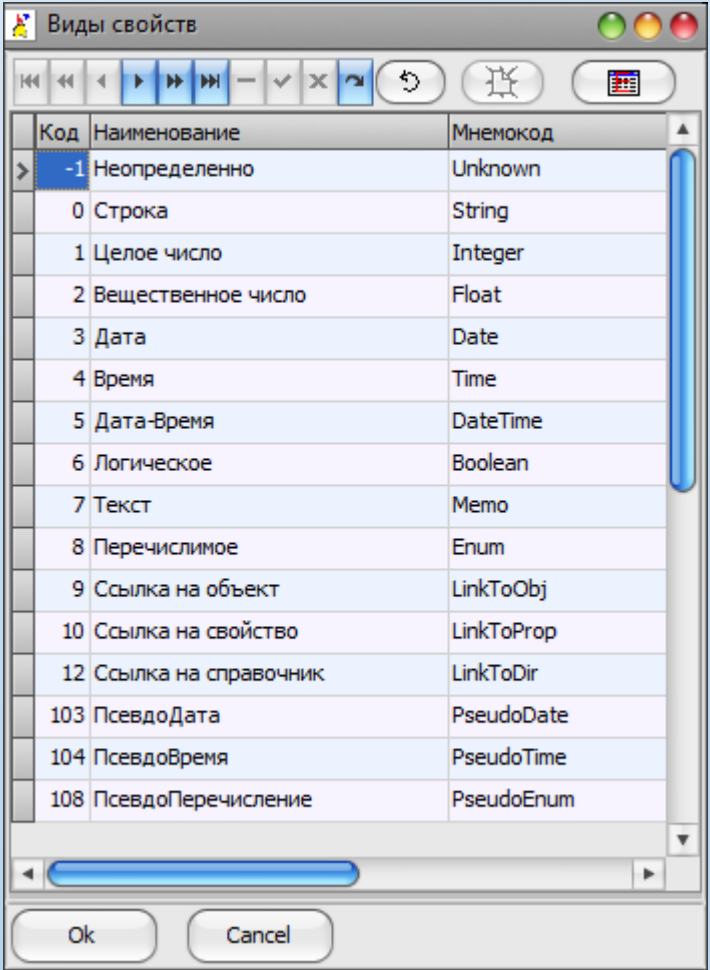 Виды свойств
Код Наименование Мнемокод
-1 Неопределенно Unknown
0 Строка String
1 Целое число Integer
2 Вещественное число Float
3 Дата Date
4 Время Time
5 Дата-Время DateTime
6 Логическое Boolean
7 Текст Memo
8 Перечислимое Enum
9 Ссылка на объект LinkToObj
10 Ссылка на свойство LinkToProp
12 Ссылка на справочник LinkToDir
103 ПсевдоДата PseudoDate
104 ПсевдоВремя PseudoTime
108 ПсевдоПеречисление PseudoEnum
Ok Cancel